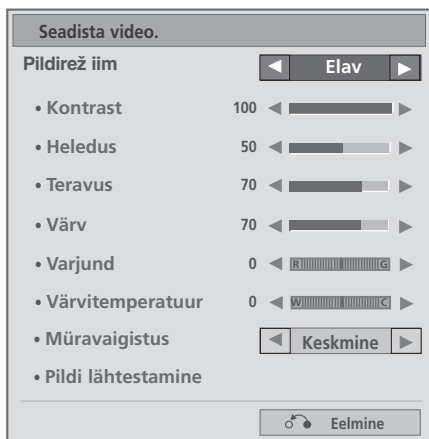 Seadista video.
Pildirež iim Elav
• Kontrast 100
• Heledus 50
• Teravus 70
• Värv 70
• Varjund 0 R G
• Värvitemperatuur 0 W C
• Müravaigistus Keskmine
• Pildi lähtestamine
Eelmine